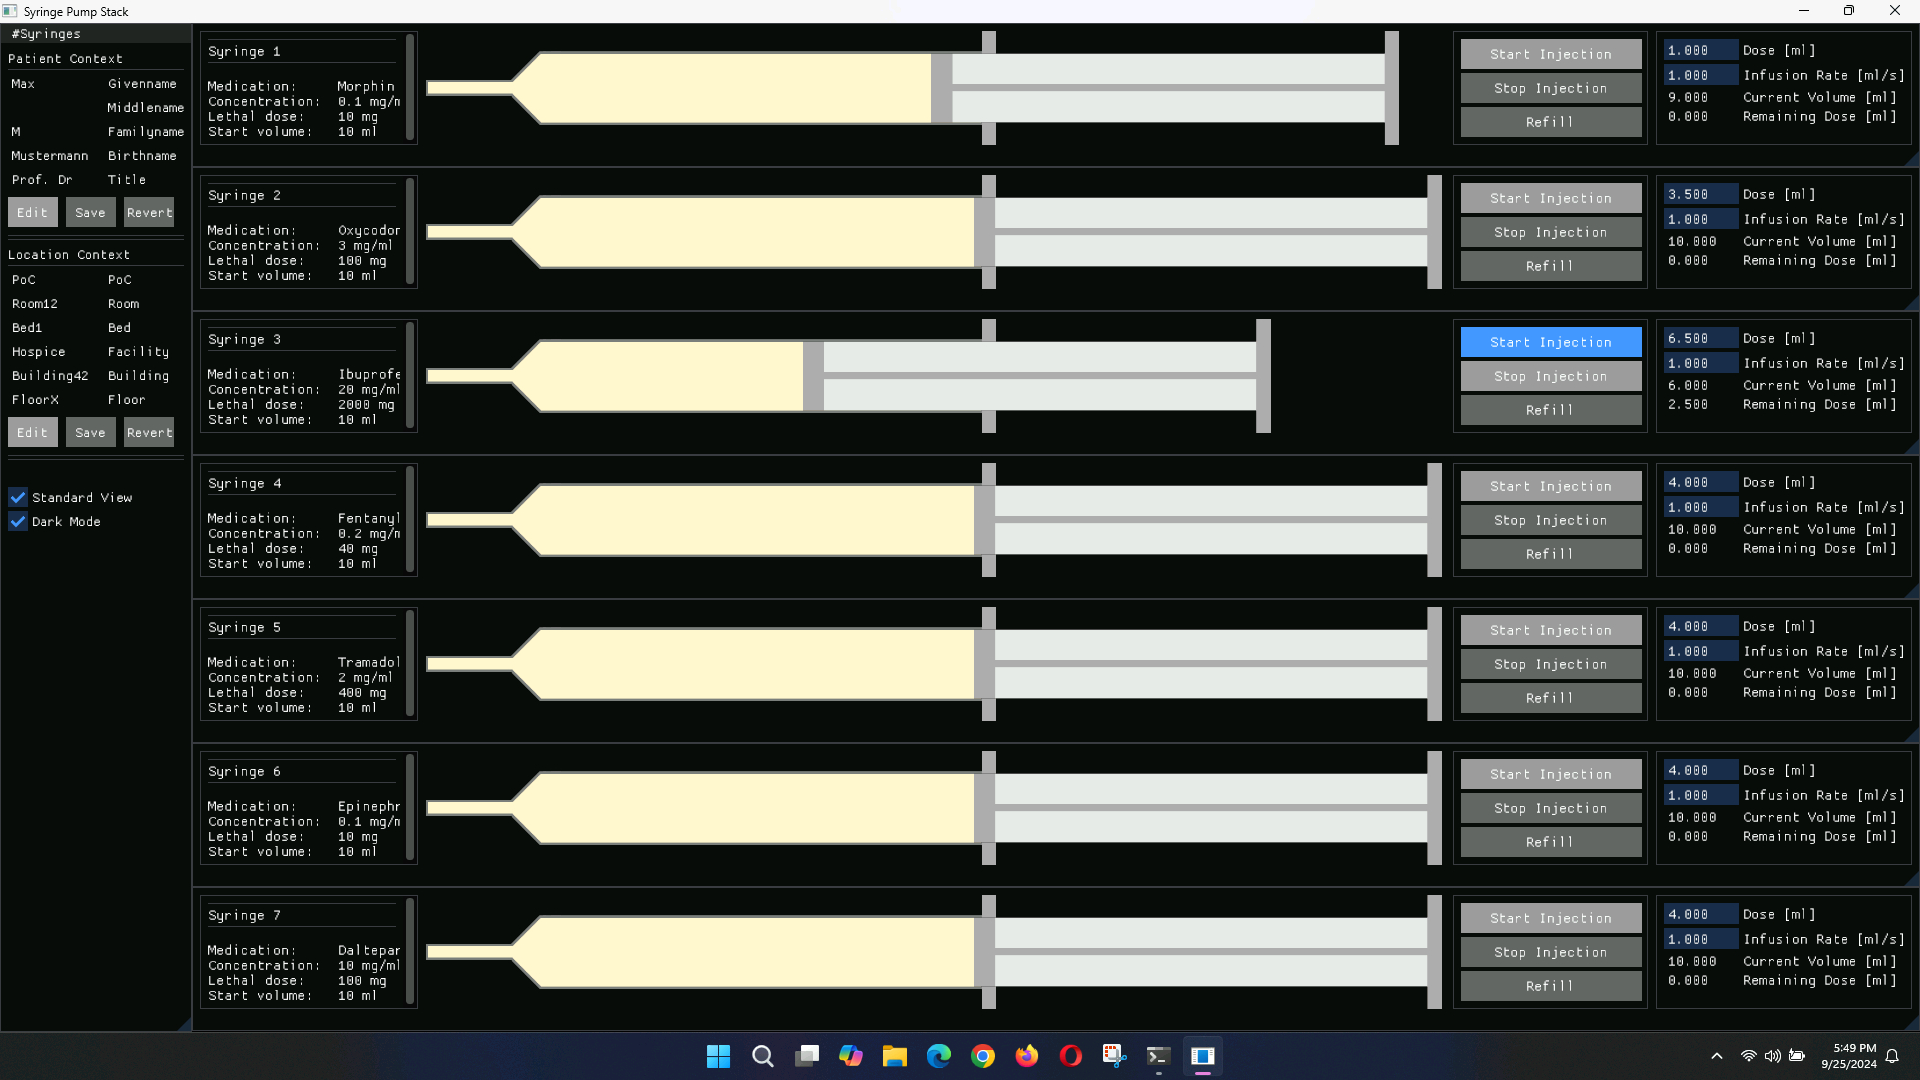 Syringe Pump Stack
#Syringes
Patient Context
Max Givenname
Middlename
M Familyname
Mustermann Birthname
Prof. Dr Title
Edit Save Revert
Location Context
PoC PoC
Room12 Room
Bed1 Bed
Hospice Facility
Building42 Building
FloorX Floor
Edit Save Revert
Standard View
Dark Mode
Syringe 1
Medication: Morphin
Concentration: 0.1 mg/m
Lethal dose: 10 mg
Start volume: 10 ml
Start Injection
Stop Injection
Refill
1.000 Dose [ml]
1.000 Infusion Rate [ml/s]
9.000 Current Volume [ml]
0.000 Remaining Dose [ml]
Syringe 2
Medication: Oxycodor
Concentration: 3 mg/ml
Lethal dose: 100 mg
Start volume: 10 ml
Start Injection
Stop Injection
Refill
3.500 Dose [ml]
1.000 Infusion Rate [ml/s]
10.000 Current Volume [ml]
0.000 Remaining Dose [ml]
Syringe 3
Medication: Ibuprofe
Concentration: 20 mg/ml
Lethal dose: 2000 mg
Start volume: 10 ml
Start Injection
Stop Injection
Refill
6.500 Dose [ml]
1.000 Infusion Rate [ml/s]
6.000 Current Volume [ml]
2.500 Remaining Dose [ml]
Syringe 4
Medication: Fentanyl
Concentration: 0.2 mg/m
Lethal dose: 40 mg
Start volume: 10 ml
Start Injection
Stop Injection
Refill
4.000 Dose [ml]
1.000 Infusion Rate [ml/s]
10.000 Current Volume [ml]
0.000 Remaining Dose [ml]
Syringe 5
Medication: Tramadol
Concentration: 2 mg/ml
Lethal dose: 400 mg
Start volume: 10 ml
Start Injection
Stop Injection
Refill
4.000 Dose [ml]
1.000 Infusion Rate [ml/s]
10.000 Current Volume [ml]
0.000 Remaining Dose [ml]
Syringe 6
Medication: Epinephr
Concentration: 0.1 mg/m
Lethal dose: 10 mg
Start volume: 10 ml
Start Injection
Stop Injection
Refill
4.000 Dose [ml]
1.000 Infusion Rate [ml/s]
10.000 Current Volume [ml]
0.000 Remaining Dose [ml]
Syringe 7
Medication: Daltepar
Concentration: 10 mg/ml
Lethal dose: 100 mg
Start volume: 10 ml
Start Injection
Stop Injection
Refill
4.000 Dose [ml]
1.000 Infusion Rate [ml/s]
10.000 Current Volume [ml]
0.000 Remaining Dose [ml]
5:49 PM
9/25/2024